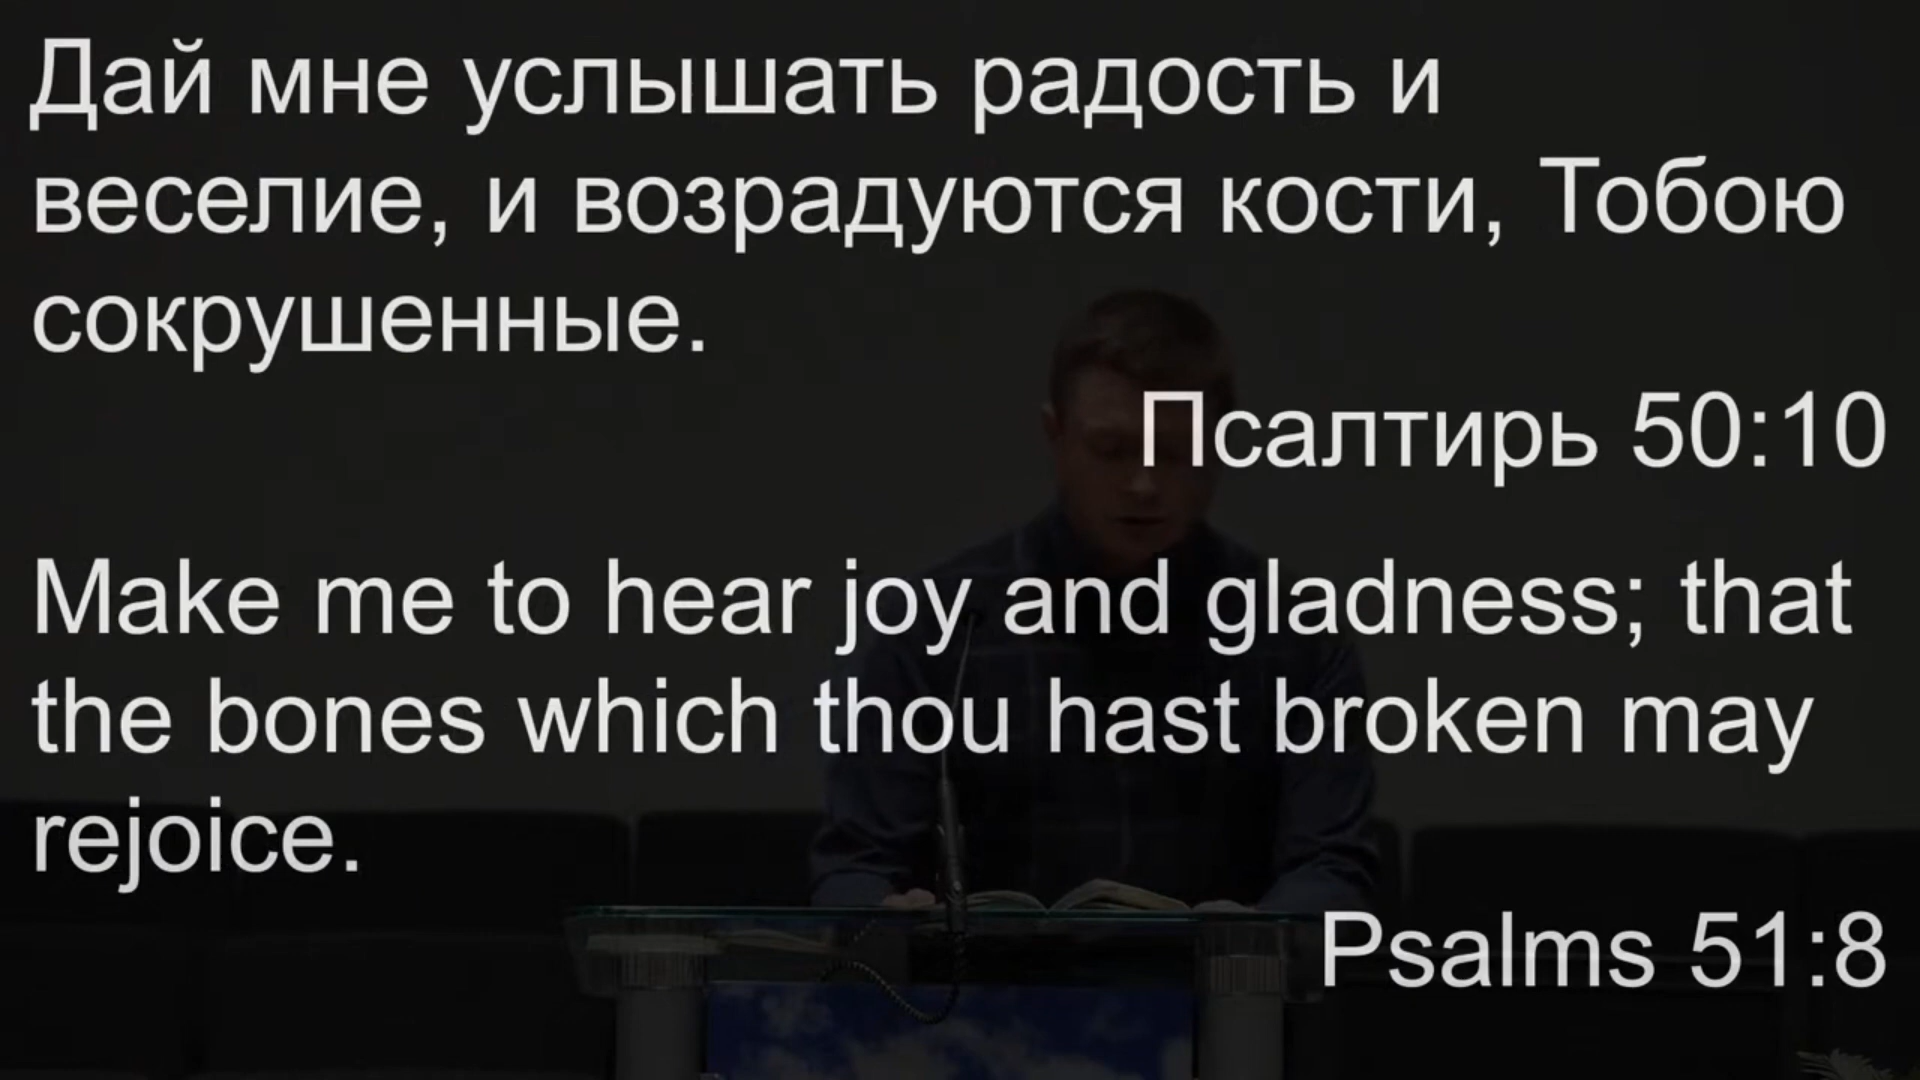 Дай мне услышать радость и
веселие, и возрадуются кости, Тобою
сокрушенные.
Псалтирь 50:10
Make me to hear joy and gladness; that
the bones which thou hast broken may
rejoice.
Psalms 51:8